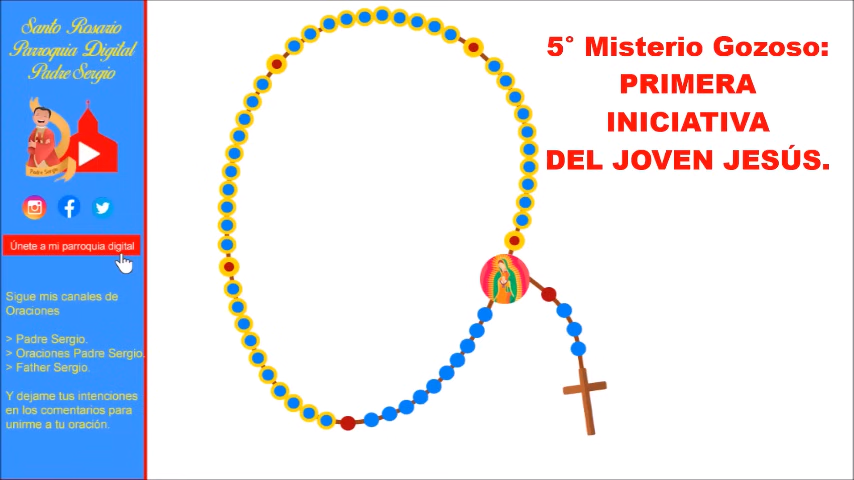 Santo Rosario
Parroquia Digital
Padre Sergio
Padre Sergio
Únete a mi parroquia digital
Sigue mis canales de
Oraciones
> Padre Sergio.
> Oraciones Padre Sergio.
> Father Sergio.
Y dejame tus intenciones
en los comentarios para
unirme a tu oración.
5° Misterio Gozoso:
PRIMERA
INICIATIVA
DEL JOVEN JESÚS.